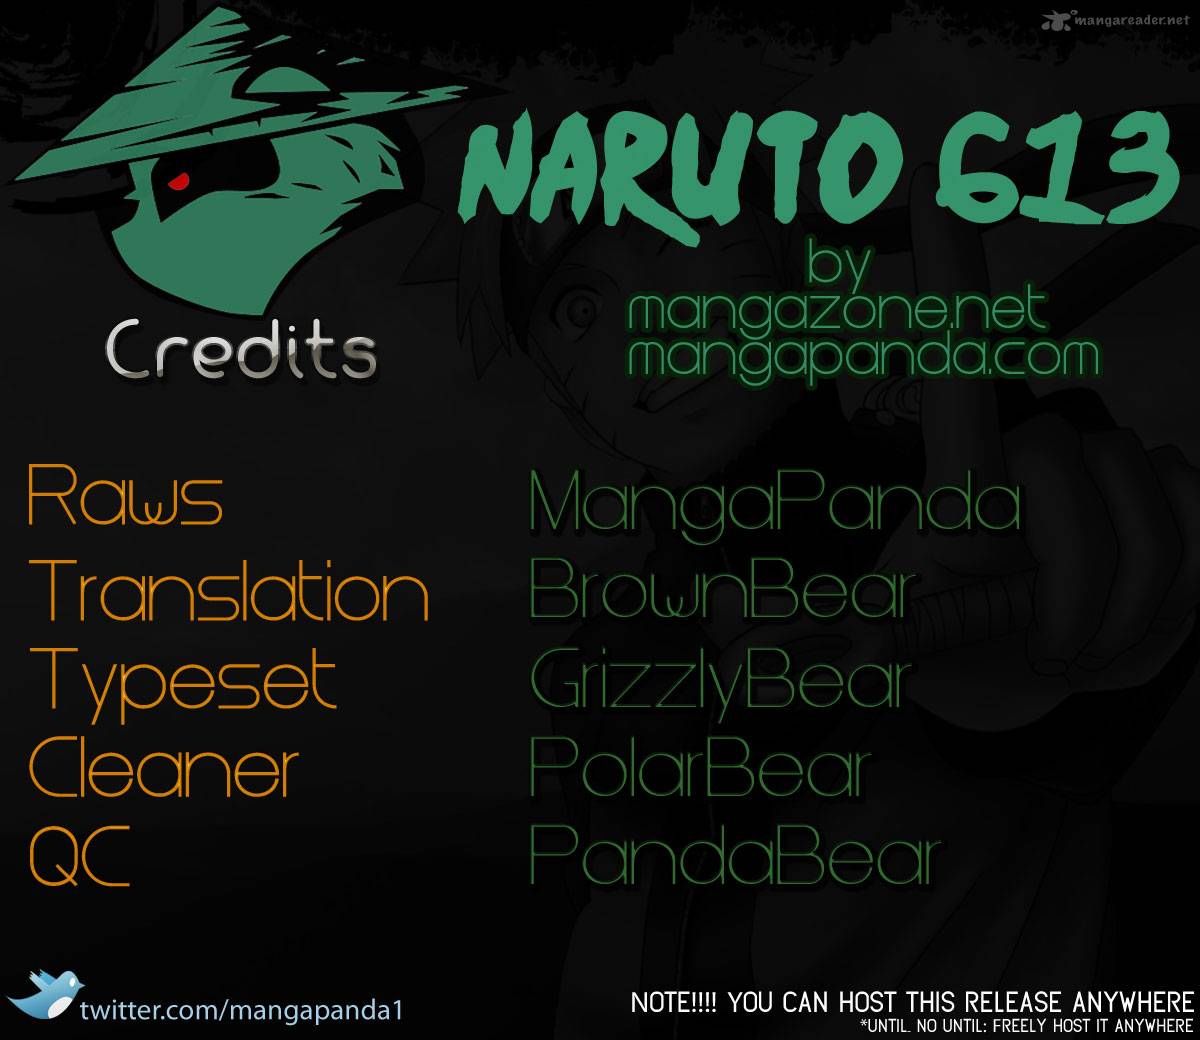 mangareader.net
NARUTO 613
by
mangazone.net
mangapanda.com
Credits
Raws MangaPanda
Translation BrownBear
Typeset GrizzlyBear
Cleaner PolarBear
QC PandaBear
twitter.com/mangapanda1
NOTE!!!! YOU CAN HOST THIS RELEASE ANYWHERE
*UNTIL. NO UNTIL: FREELY HOST IT ANYWHERE